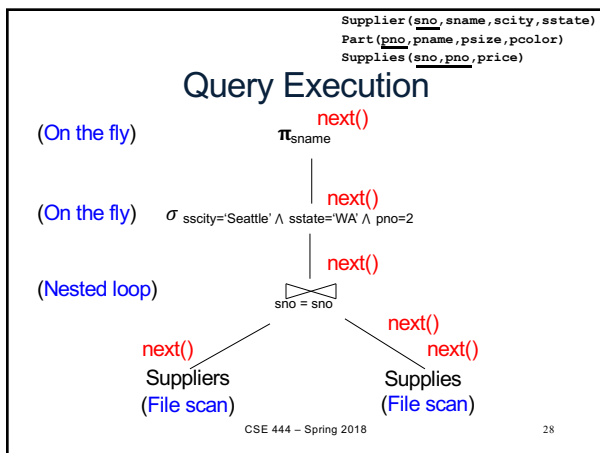 Supplier(sno,sname,scity,sstate)
Part(pno,pname,psize,pcolor)
Supplies(sno,pno,price)
Query Execution
(On the fly) π sname next()
(On the fly) σ sscity=‘Seattle’ ∧ sstate=‘WA’ ∧ pno=2 next()
next()
(Nested loop) sno = sno
next()
next() next()
Suppliers Supplies
(File scan) (File scan)
CSE 444 – Spring 2018 28